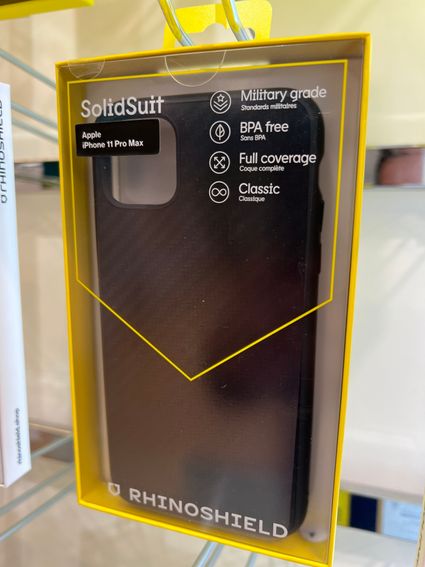 SolidSuit
Apple
iPhone 11 Pro Max
Military grade
Standards militaires
BPA free
Sans BPA
Full coverage
Coque complète
Classic
Classique
RHINOSHIELD
RHINOSHIELD